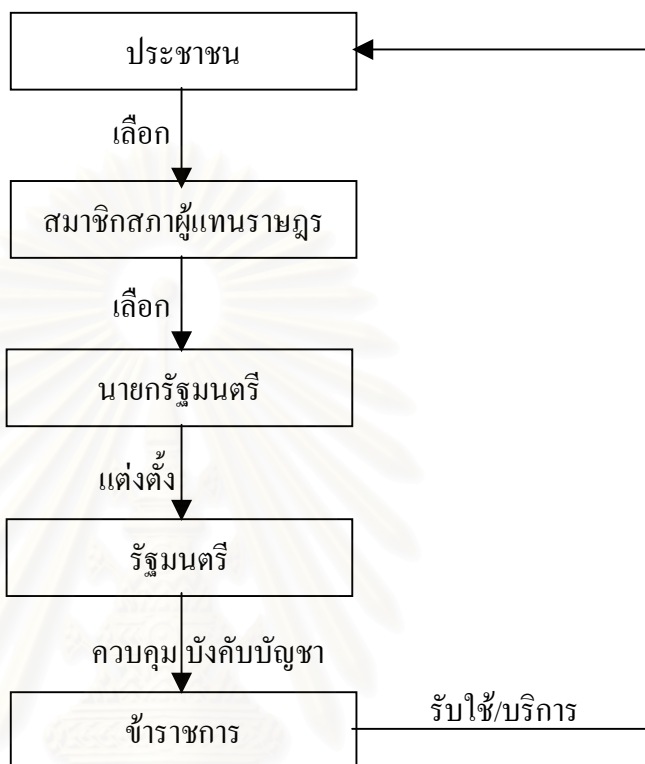 ประชาชน
เลือก
สมาชิกสภาผู้แทนราษฎร
เลือก
นายกรัฐมนตรี
แต่งตั้ง
รัฐมนตรี
ควบคุม บังคับบัญชา
ข้าราชการ
รับใช้/บริการ